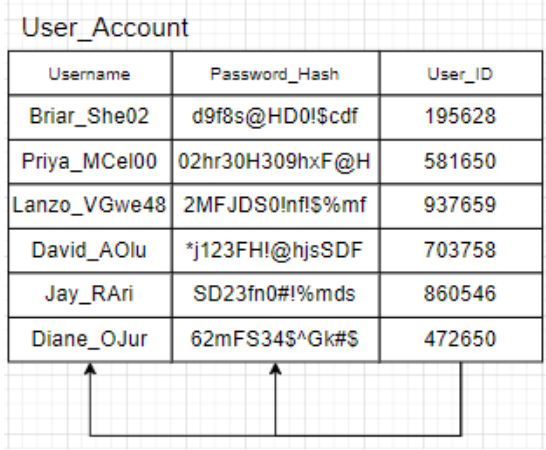 User_Account
Username Password_Hash User_ID
Briar_She02 d9f8s@HD0!$cdf 195628
Priya_MCel00 02hr30H309hxF@H 581650
Lanzo_VGwe48 2MFJDS0!nf!$%mf 937659
David_AOlu *j123FH!@hjsSDF 703758
Jay_RAri SD23fn0#!%mds 860546
Diane_OJur 62mFS34$^Gk#$ 472650